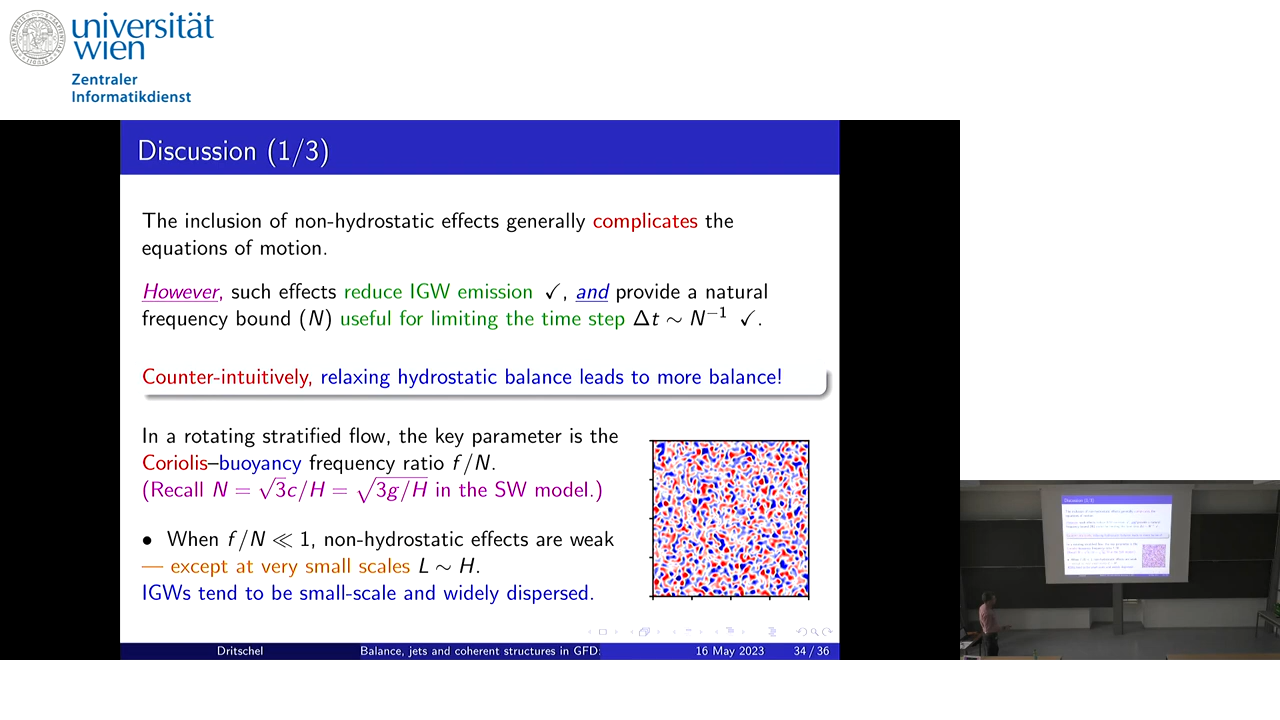 universität
wien
Zentraler
Informatikdienst
Discussion (1/3)
The inclusion of non-hydrostatic effects generally complicates the
equations of motion.
However, such effects reduce IGW emission ✓, and provide a natural
frequency bound (N) useful for limiting the time step Δt ∼ N⁻¹ ✓.
Counter-intuitively, relaxing hydrostatic balance leads to more balance!
In a rotating stratified flow, the key parameter is the
Coriolis–buoyancy frequency ratio f/N.
(Recall N = √3c/H = √3g/H in the SW model.)
• When f/N ≪ 1, non-hydrostatic effects are weak
— except at very small scales L ∼ H.
IGWs tend to be small-scale and widely dispersed.
Dritschel Balance, jets and coherent structures in GFD: 16 May 2023 34 / 36
Discussion (1/3)